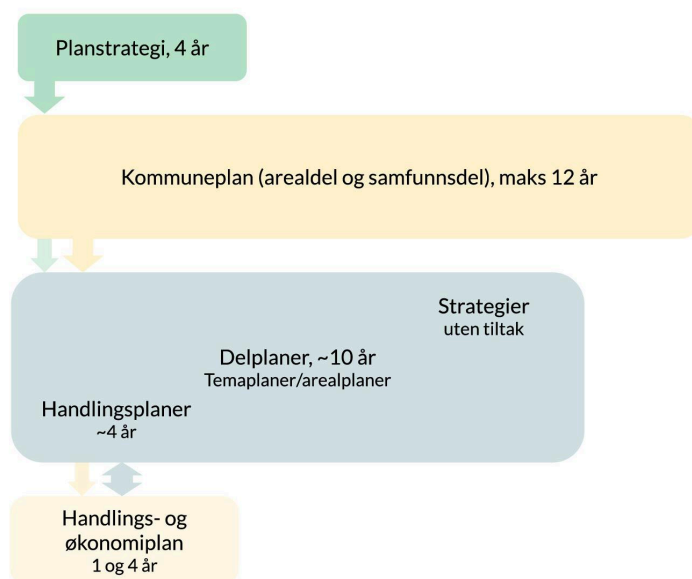 Planstrategi, 4 år
Kommuneplan (arealdel og samfunnsdel), maks 12 år
Strategier
uten tiltak
Delplaner, ~10 år
Temaplaner/arealplaner
Handlingsplaner
~4 år
Handlings- og
økonomiplan
1 og 4 år